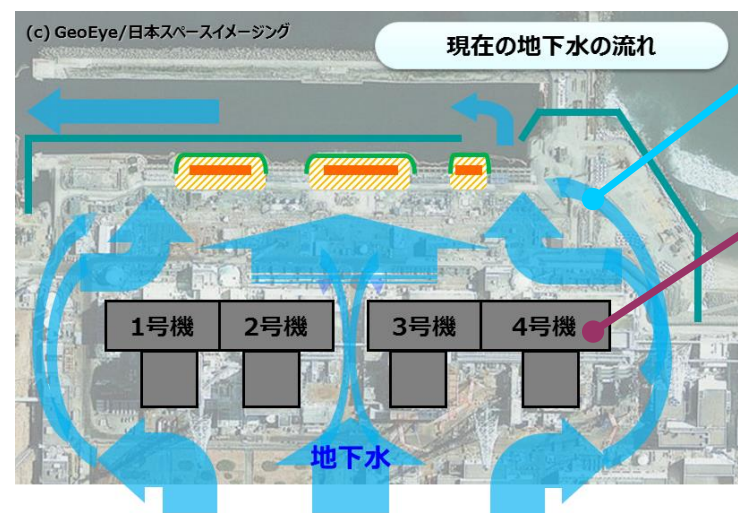 (c) GeoEye/日本スペースイメージング
現在の地下水の流れ
1号機
2号機
3号機
4号機
地下水